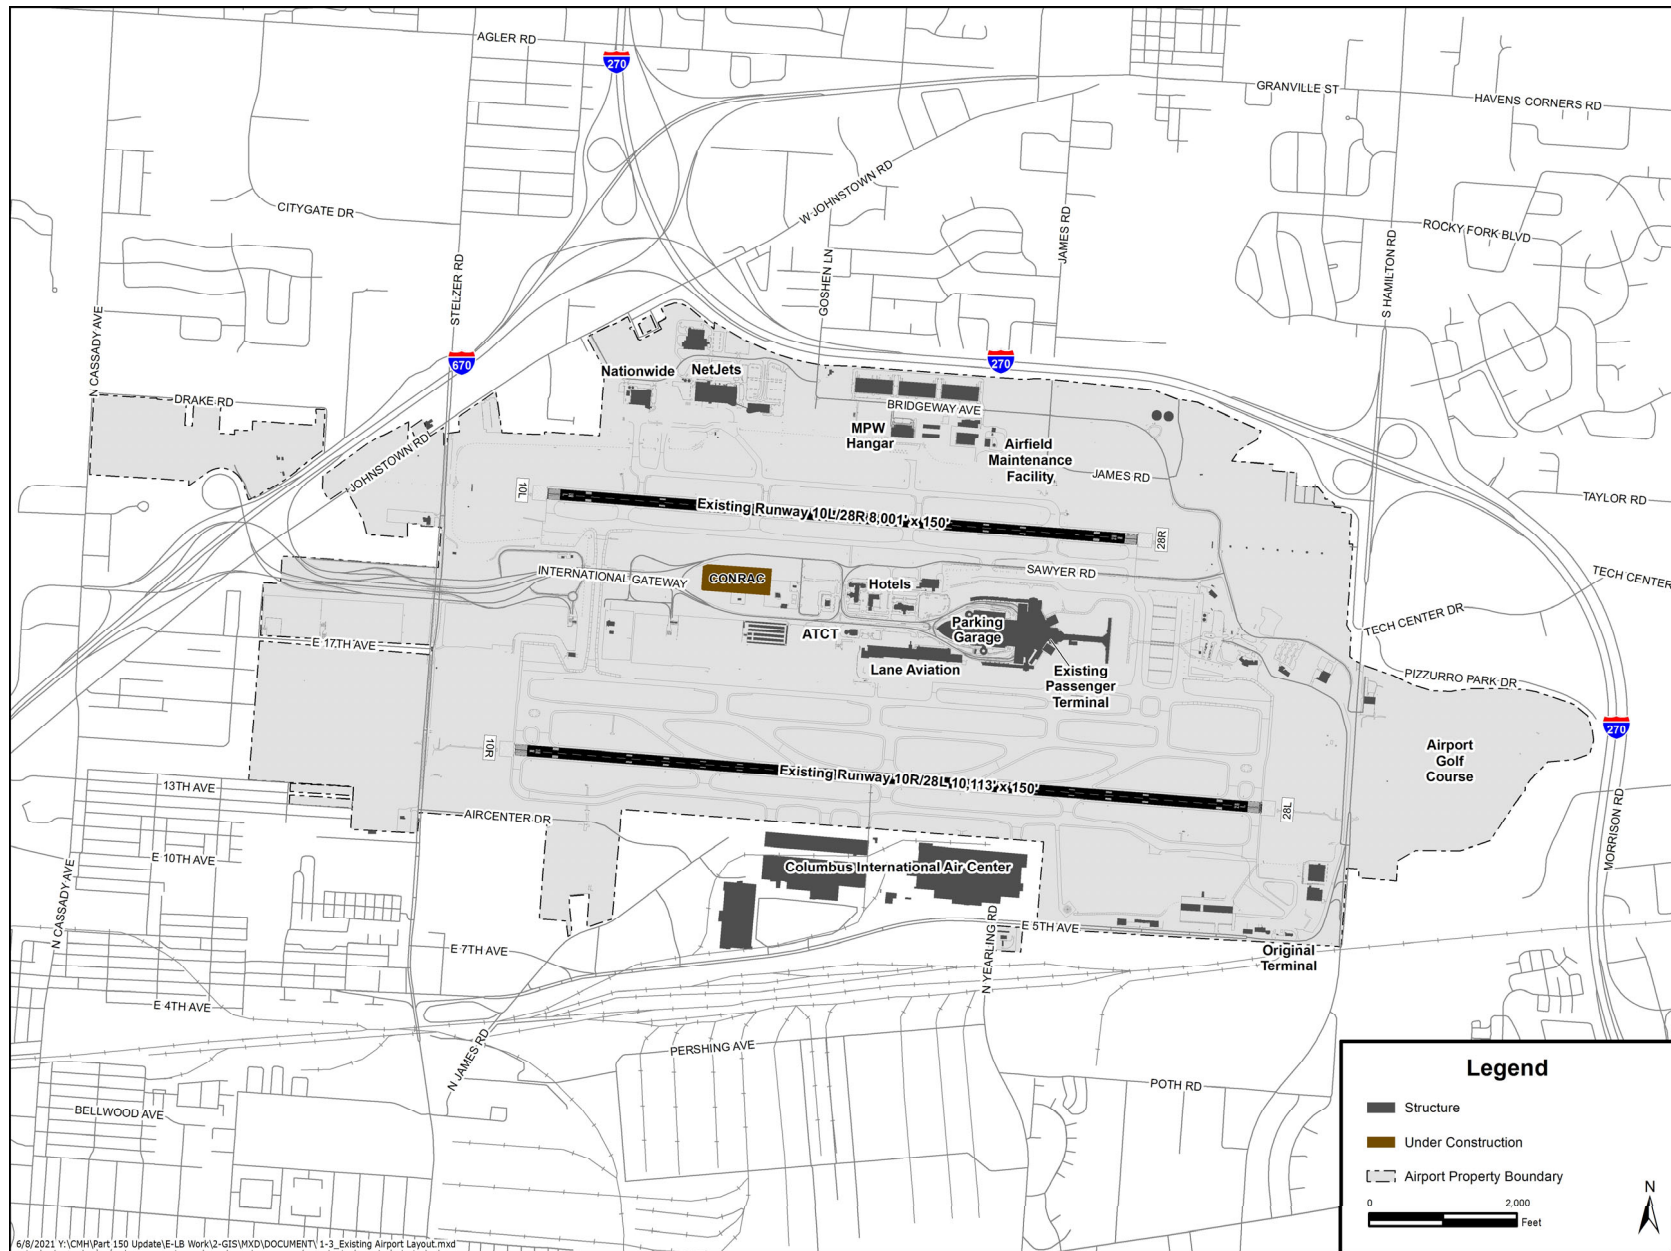 AGLER RD
270
GRANVILLE ST
HAVENS CORNERS RD
W JOHNSTOWN RD
CITYGATE DR
JAMES RD
ROCKY FORK BLVD
STELZER RD
GOSHEN LN
S HAMILTON RD
N CASSADY AVE
670
270
Nationwide
NetJets
DRAKE RD
BRIDGEWAY AVE
MPW
Hangar
Airfield
Maintenance
Facility
JOHNSTOWN RD
JAMES RD
TAYLOR RD
10L
Existing Runway 10L/28R 8,001' x 150'
28R
INTERNATIONAL GATEWAY
CONRAC
Hotels
SAWYER RD
TECH CENTER
TECH CENTER DR
Parking
Garage
ATCT
E 17TH AVE
Lane Aviation
Existing
Passenger
Terminal
PIZZURRO PARK DR
270
10R
Existing Runway 10R/28L 10,113' x 150'
28L
Airport
Golf
Course
13TH AVE
AIRCENTER DR
MORRISON RD
E 10TH AVE
Columbus International Air Center
N CASSADY AVE
E 7TH AVE
N YEARLING RD
E 5TH AVE
Original
Terminal
E 4TH AVE
N JAMES RD
PERSHING AVE
POTH RD
BELLWOOD AVE
Legend
Structure
Under Construction
Airport Property Boundary
0 2,000
Feet
N
6/8/2021 Y:\CMH\Part 150 Update\E-LB Work\2-GIS\MXD\DOCUMENT\ 1-3_Existing Airport Layout.mxd